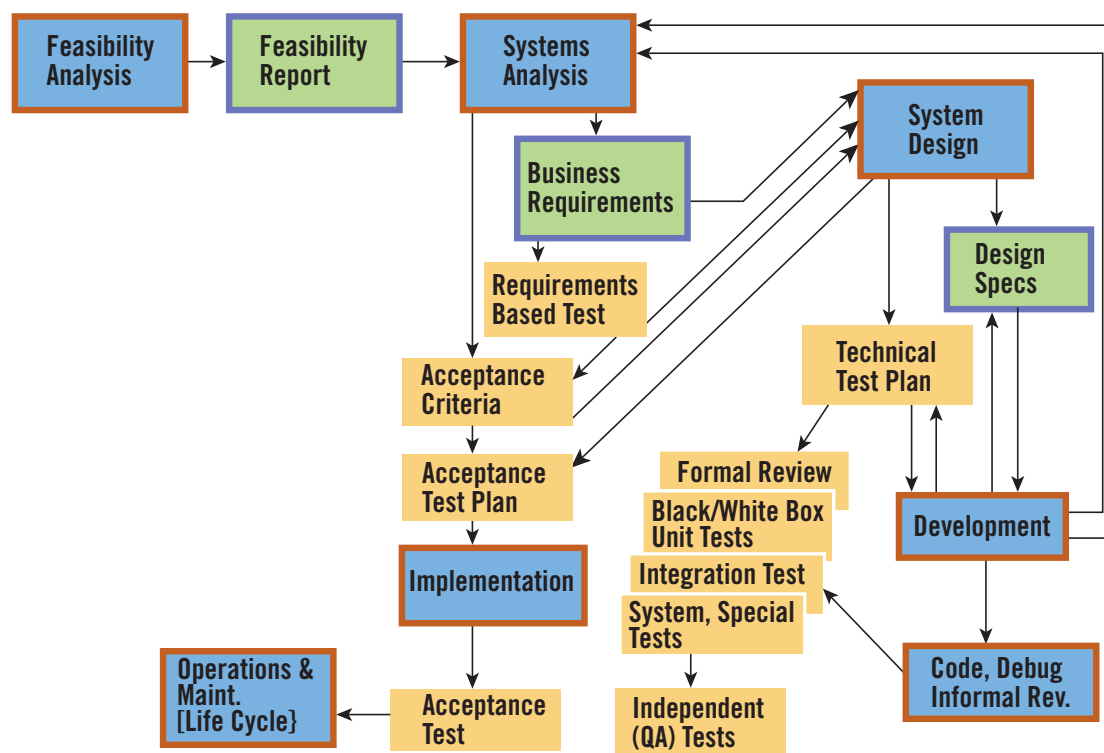 Feasibility
Analysis
Feasibility
Report
Systems
Analysis
System
Design
Business
Requirements
Design
Specs
Requirements
Based Test
Technical
Test Plan
Acceptance
Criteria
Acceptance
Test Plan
Formal Review
Black/White Box
Unit Tests
Development
Implementation
Integration Test
System, Special
Tests
Operations &
Maint.
[Life Cycle}
Acceptance
Test
Independent
(QA) Tests
Code, Debug
Informal Rev.